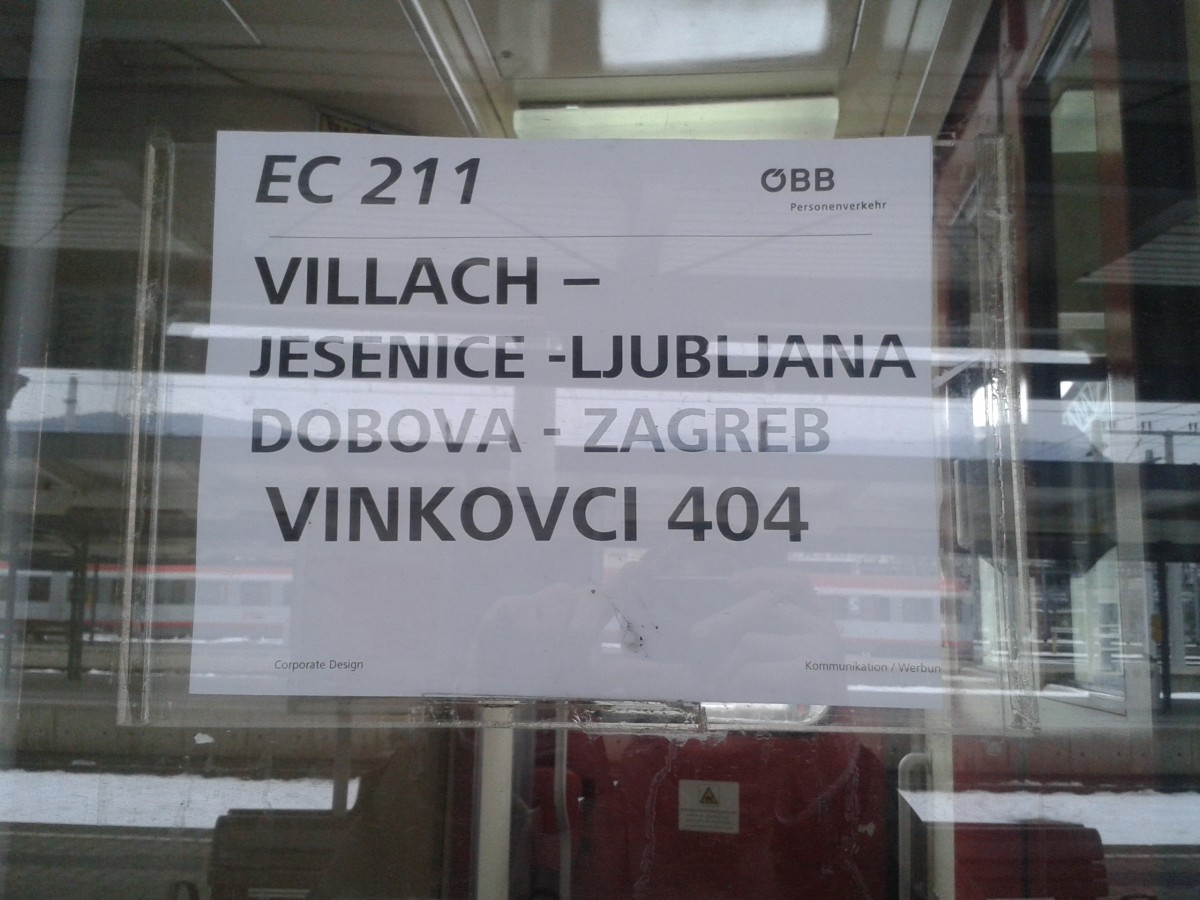 EC 211
ÖBB
Personenverkehr
VILLACH –
JESENICE -LJUBLJANA
DOBOVA - ZAGREB
VINKOVCI 404
Corporate Design
Kommunikation / Werbun